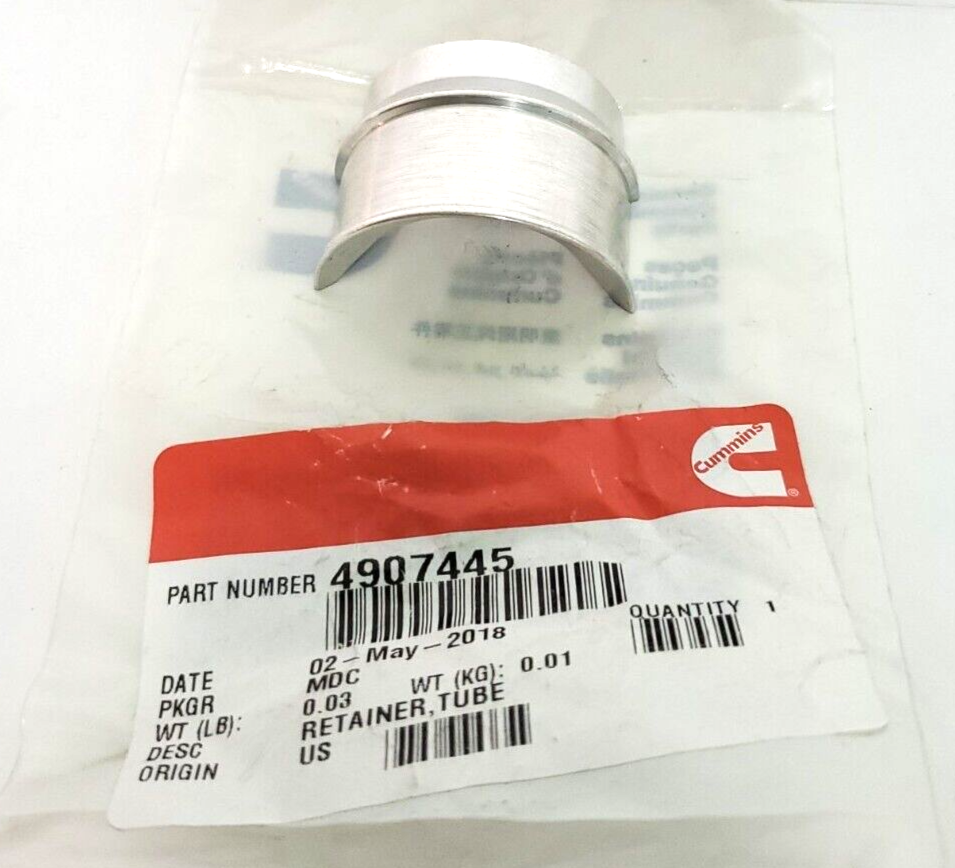 Cummins
®
PART NUMBER 4907445
QUANTITY 1
DATE 02-May-2018
PKGR MDC
WT (LB): 0.03 WT (KG): 0.01
DESC RETAINER,TUBE
ORIGIN US